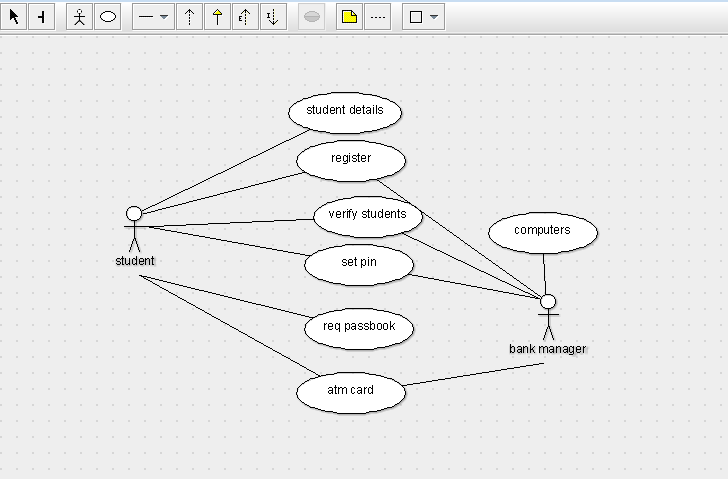 student details
register
verify students
computers
set pin
student
req passbook
bank manager
atm card